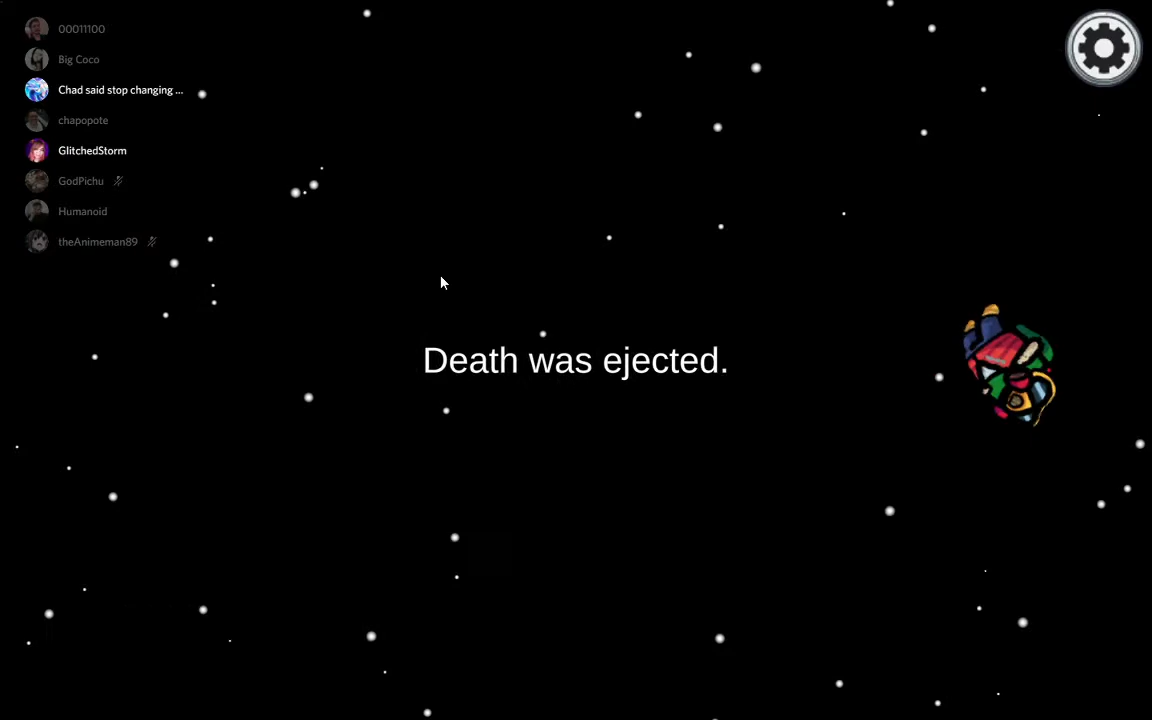 00011100
Big Coco
Chad said stop changing ...
chapopote
GlitchedStorm
GodPichu
Humanoid
theAnimeman89
Death was ejected.